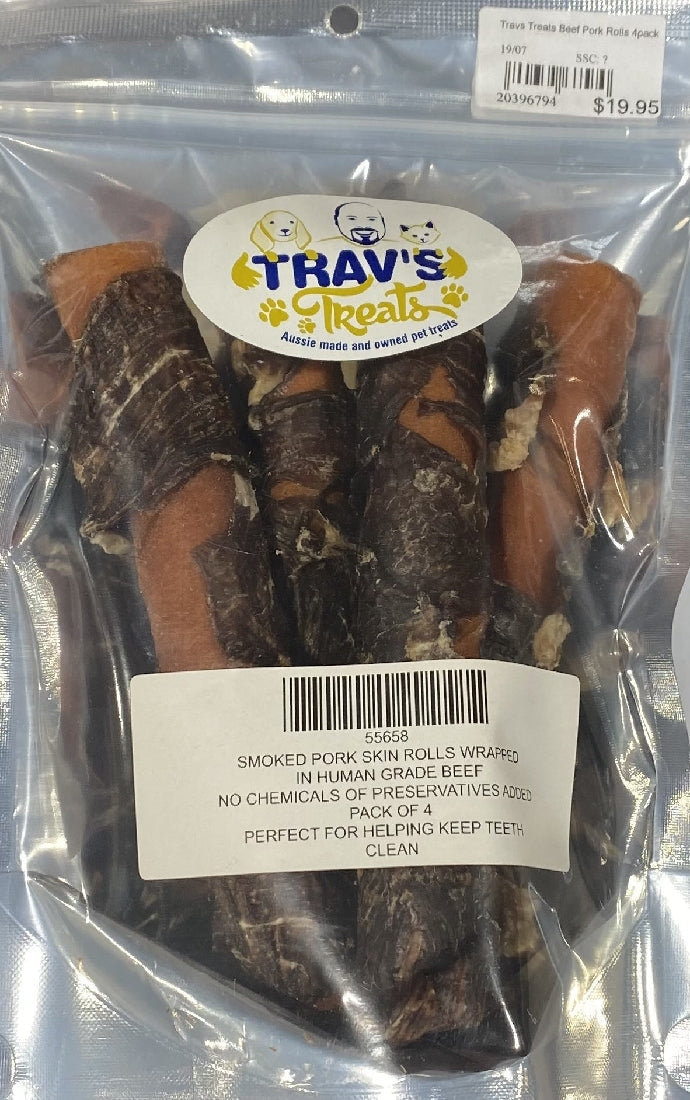 Travs Treats Beef Pork Rolls 4pack
19/07 SSC: ?
20396794 $19.95
TRAV'S
Treats
Aussie made and owned pet treats
55658
SMOKED PORK SKIN ROLLS WRAPPED
IN HUMAN GRADE BEEF
NO CHEMICALS OF PRESERVATIVES ADDED
PACK OF 4
PERFECT FOR HELPING KEEP TEETH
CLEAN